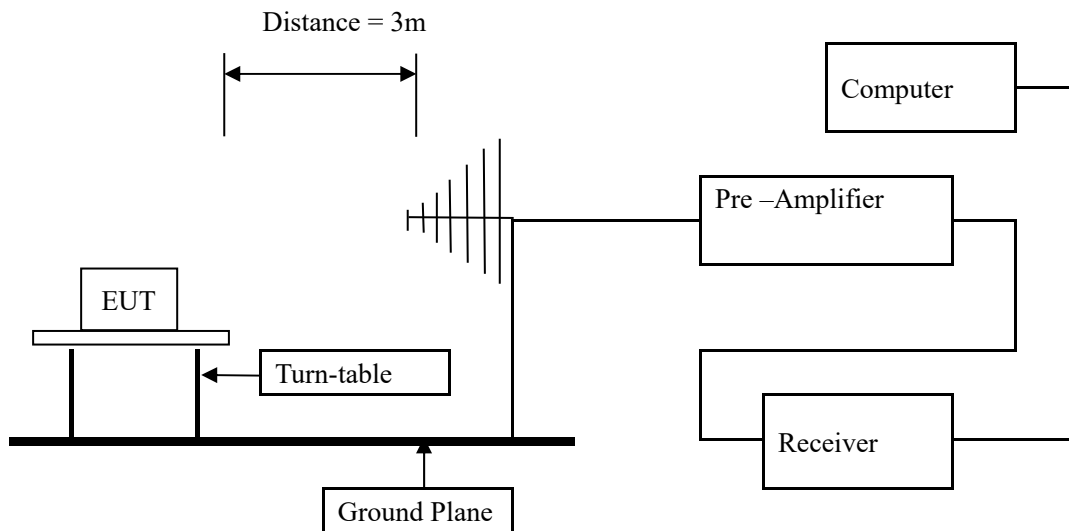 Distance = 3m
Computer
Pre –Amplifier
EUT
Turn-table
Receiver
Ground Plane